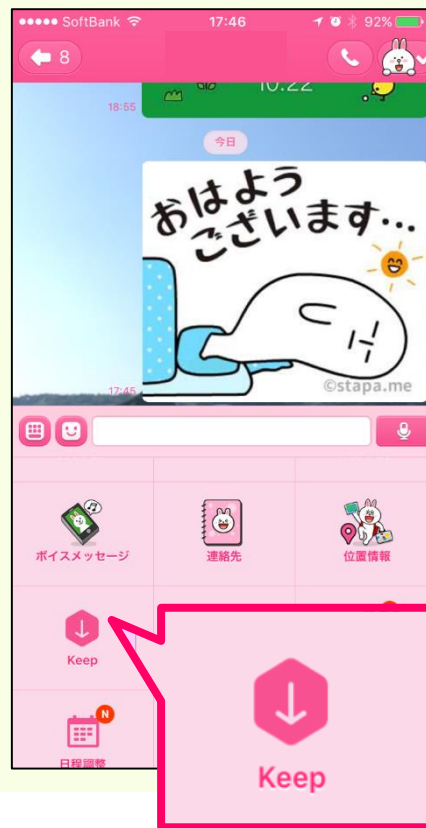 SoftBank 17:46 92%
8
10:22
18:55
今日
おはよう
ございます…
©stapa.me
17:45
ボイスメッセージ 連絡先 位置情報
Keep
N
日程調整
Keep